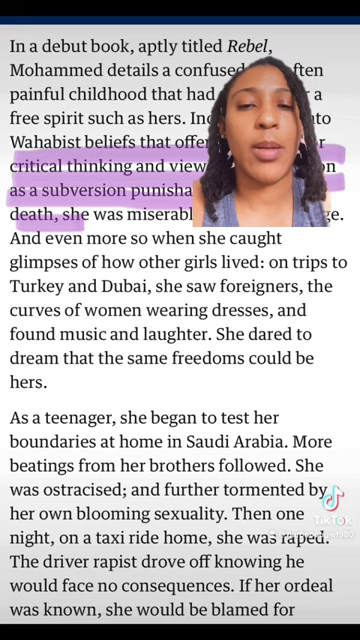 In a debut book, aptly titled Rebel,
Mohammed details a confused often
painful childhood that had r a
free spirit such as hers. Ind nto
Wahabist beliefs that offer r
critical thinking and view on
as a subversion punisha
death, she was miserabl ge.
And even more so when she caught
glimpses of how other girls lived: on trips to
Turkey and Dubai, she saw foreigners, the
curves of women wearing dresses, and
found music and laughter. She dared to
dream that the same freedoms could be
hers.
As a teenager, she began to test her
boundaries at home in Saudi Arabia. More
beatings from her brothers followed. She
was ostracised; and further tormented by
her own blooming sexuality. Then one
night, on a taxi ride home, she was raped.
The driver rapist drove off knowing he
would face no consequences. If her ordeal
was known, she would be blamed for
TikTok